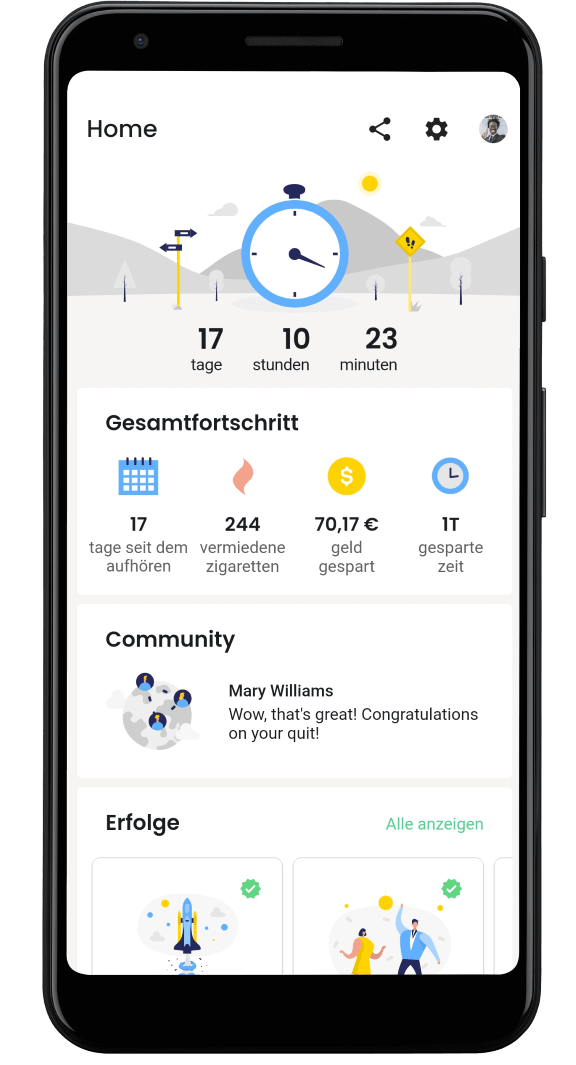 Home
17 10 23
tage stunden minuten
Gesamtfortschritt
17 244 70,17 € 1T
tage seit dem vermiedene geld gesparte
aufhören zigaretten gespart zeit
Community
Mary Williams
Wow, that's great! Congratulations
on your quit!
Erfolge Alle anzeigen